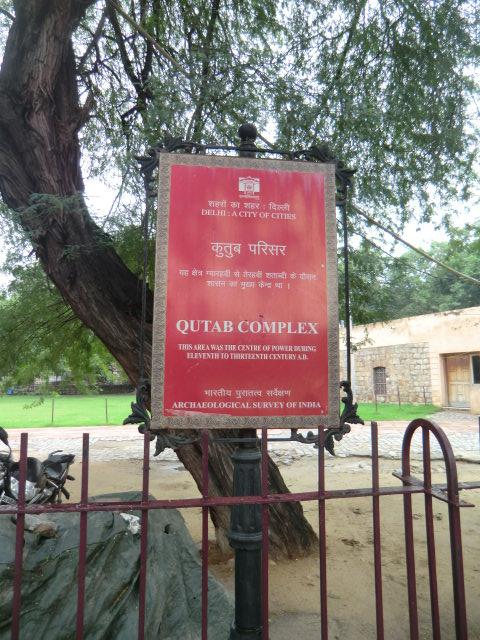 शहरों का शहर : दिल्ली
DELHI : A CITY OF CITIES
कुतुब परिसर
यह क्षेत्र ग्यारहवीं से तेरहवीं शताब्दी के दौरान
शासन का मुख्य केन्द्र था ।
QUTAB COMPLEX
THIS AREA WAS THE CENTRE OF POWER DURING
ELEVENTH TO THIRTEENTH CENTURY A.D.
भारतीय पुरातत्व सर्वेक्षण
ARCHAEOLOGICAL SURVEY OF INDIA